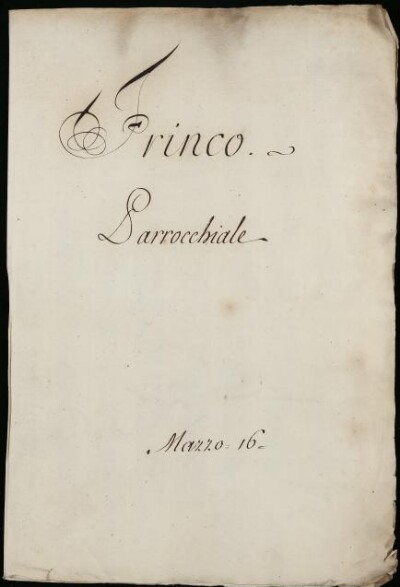 Frinco. ~
Parrocchiale
Mazzo = 16 =